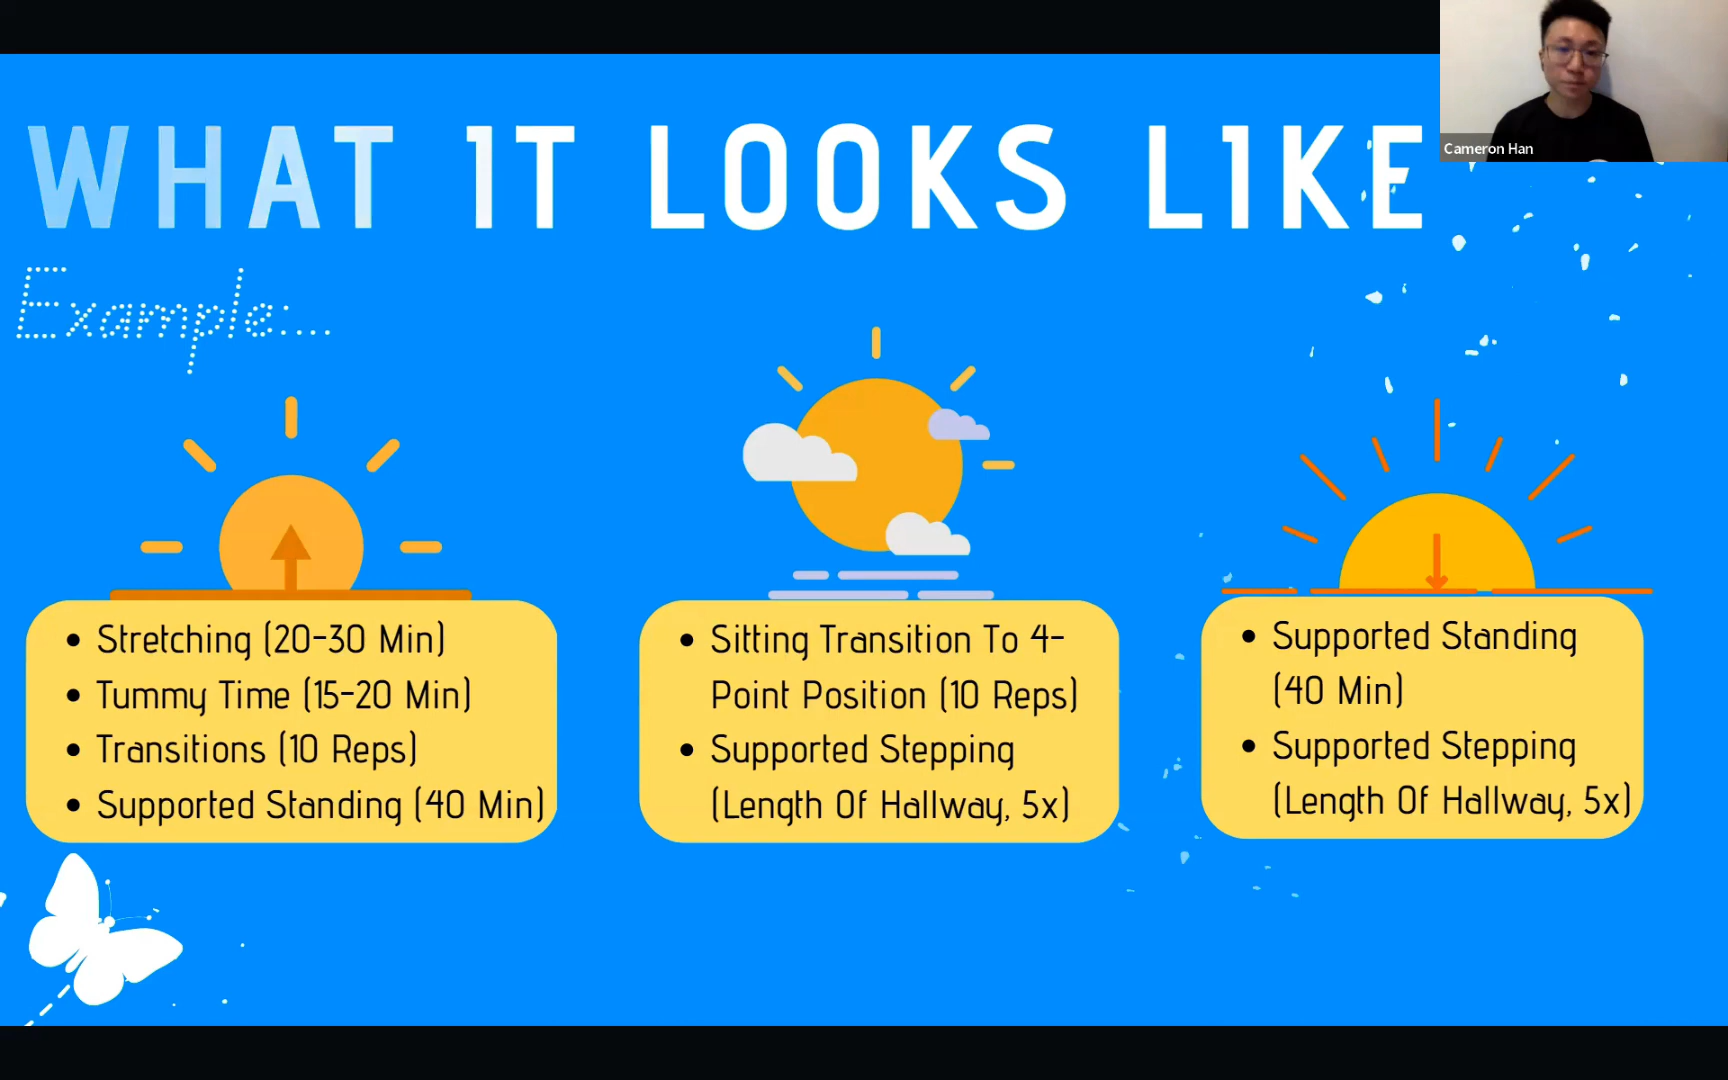 WHAT IT LOOKS LIKE
Cameron Han
Example:...
• Stretching (20-30 Min)
• Tummy Time (15-20 Min)
• Transitions (10 Reps)
• Supported Standing (40 Min)
• Sitting Transition To 4-
Point Position (10 Reps)
• Supported Stepping
(Length Of Hallway, 5x)
• Supported Standing
(40 Min)
• Supported Stepping
(Length Of Hallway, 5x)